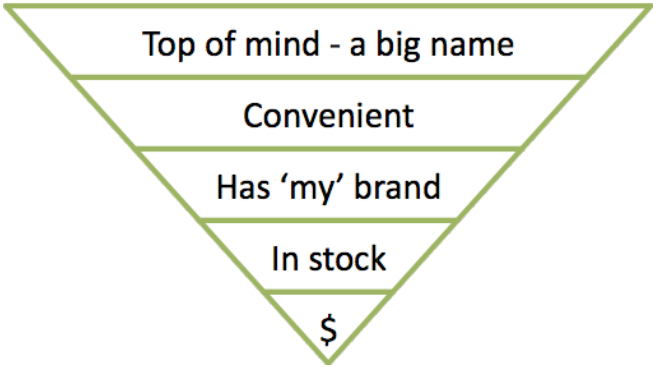 Top of mind - a big name
Convenient
Has ‘my’ brand
In stock
$